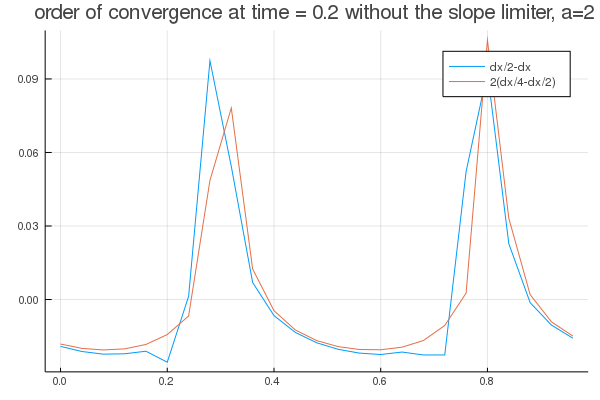 order of convergence at time = 0.2 without the slope limiter, a=2
dx/2-dx
2(dx/4-dx/2)
0.09
0.06
0.03
0.00
0.0 0.2 0.4 0.6 0.8